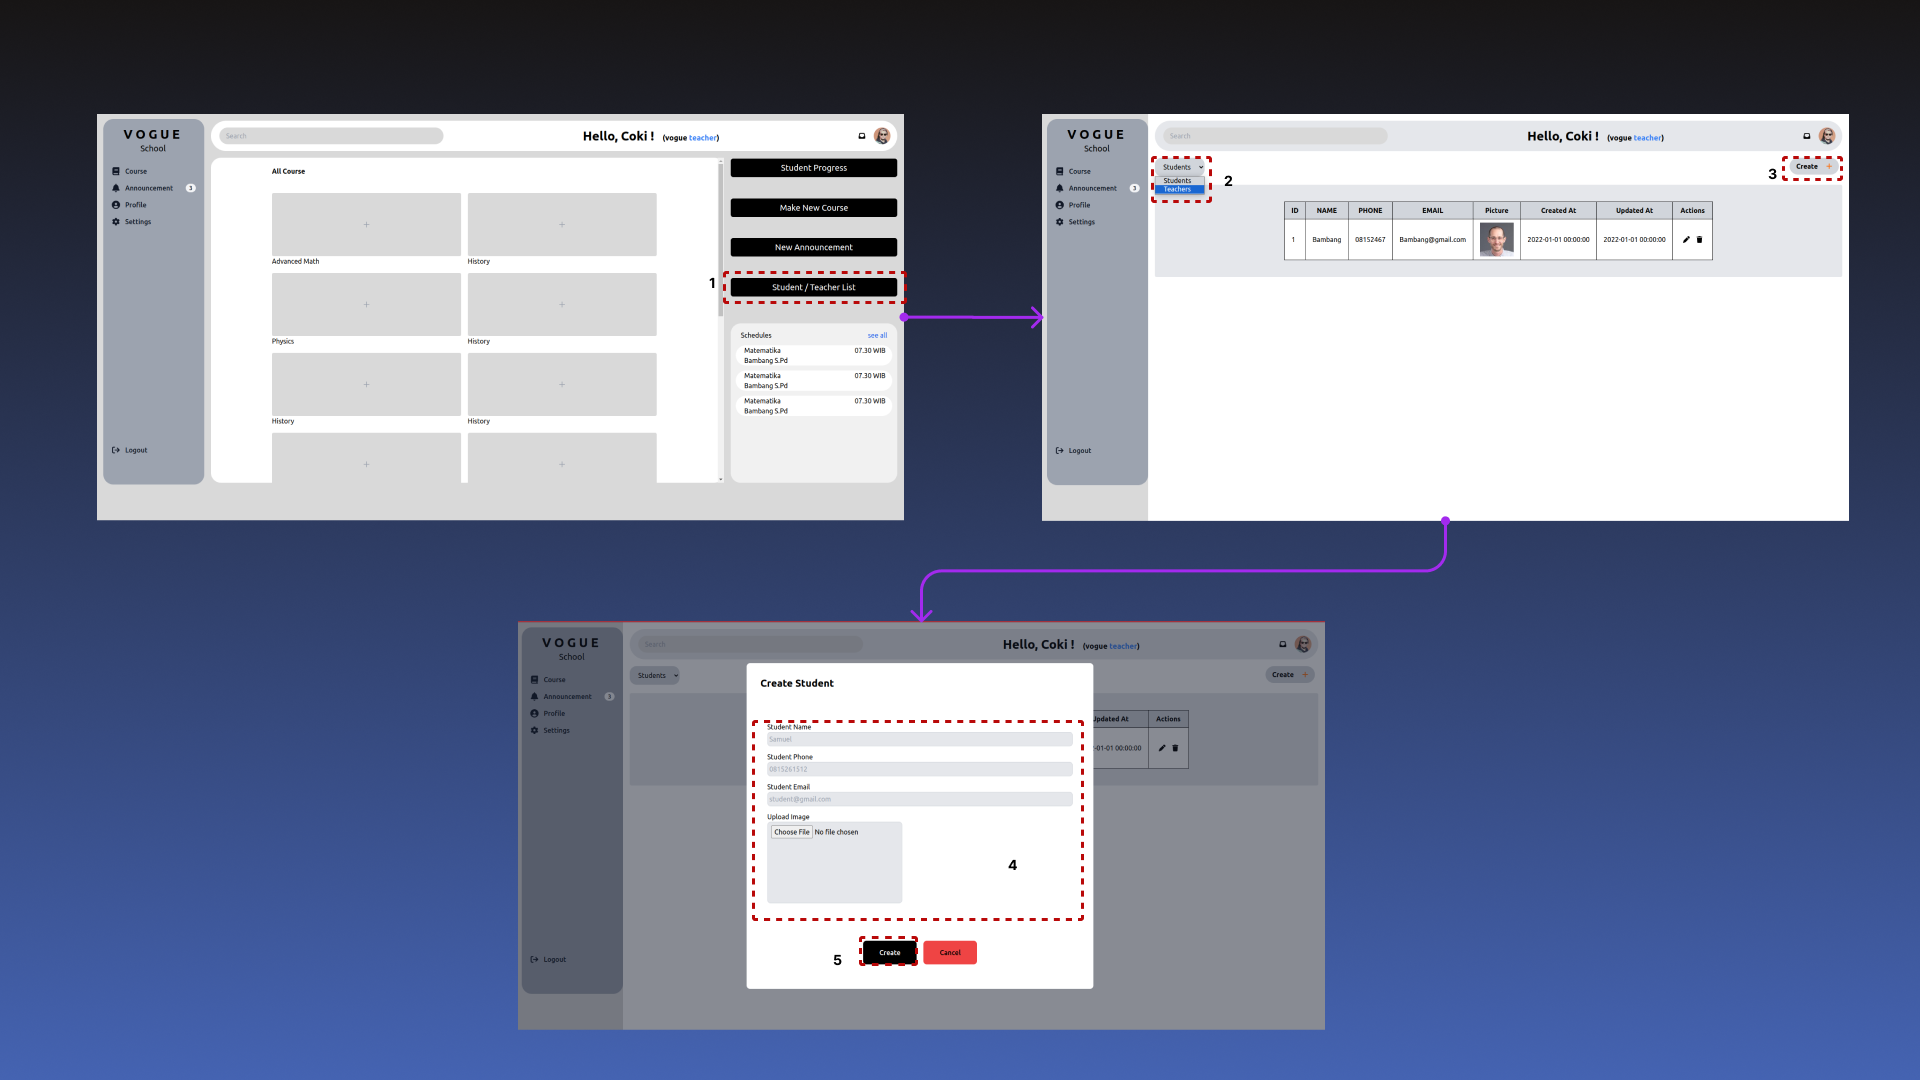 VOGUE
School
Course
Announcement 3
Profile
Settings
Logout
Search
Hello, Coki ! (vogue teacher)
All Course
Advanced Math
History
Physics
History
History
History
Student Progress
Make New Course
New Announcement
1
Student / Teacher List
Schedules see all
Matematika 07.30 WIB
Bambang S.Pd
Matematika 07.30 WIB
Bambang S.Pd
Matematika 07.30 WIB
Bambang S.Pd
VOGUE
School
Course
Announcement 3
Profile
Settings
Logout
Search
Hello, Coki ! (vogue teacher)
Students
Students
Teachers
2
3
Create +
ID NAME PHONE EMAIL Picture Created At Updated At Actions
1 Bambang 08152467 Bambang@gmail.com 2022-01-01 00:00:00 2022-01-01 00:00:00
VOGUE
School
Course
Announcement 3
Profile
Settings
Logout
Search
Hello, Coki ! (vogue teacher)
Students
Create +
Updated At Actions
-01-01 00:00:00
Create Student
Student Name
Samuel
Student Phone
0815261512
Student Email
student@gmail.com
Upload Image
Choose File No file chosen
4
5
Create
Cancel